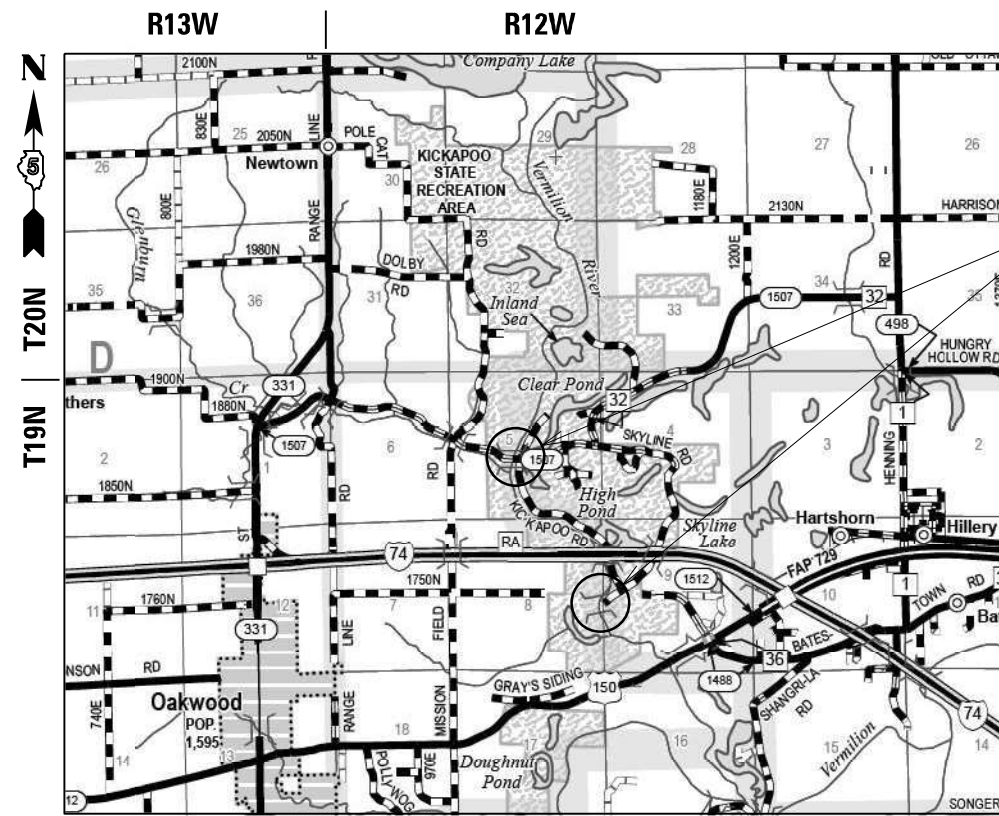 R13W
R12W
N
5
T20N
T19N
2100N
Company Lake
830E
25
2050N
LINE
POLE
CAT
Newtown
26
30
KICKAPOO
STATE
RECREATION
AREA
29
28
27
26
Vermilion
River
1180E
2130N
HARRISON
Glenburn
800E
RANGE
1980N
DOLBY
RD
RD
1200E
RD
35
36
31
32
33
34
35
Inland
Sea
1507
32
498
HUNGRY
HOLLOW RD
D
1900N
Cr
331
Clear Pond
32
1
thers
1880N
1507
2
1
6
5
4
3
2
1507
SKYLINE
RD
HENNING
RD
RD
1850N
High
Pond
KICKAPOO RD
Skyline
Lake
Hartshorn
Hillery
ST
74
RA
FAP 729
1750N
9
1512
11
1760N
12
7
8
10
1
TOWN
RD
Ba
331
LINE
FIELD
BATES-
36
NSON
RD
GRAY'S SIDING
150
1488
SHANGRI-LA
RD
Oakwood
POP.
1,595
740E
RANGE
MISSION
74
14
13
18
17
16
15
14
970E
POLLYWOG
Doughnut
Pond
Vermilion
12
SONGER